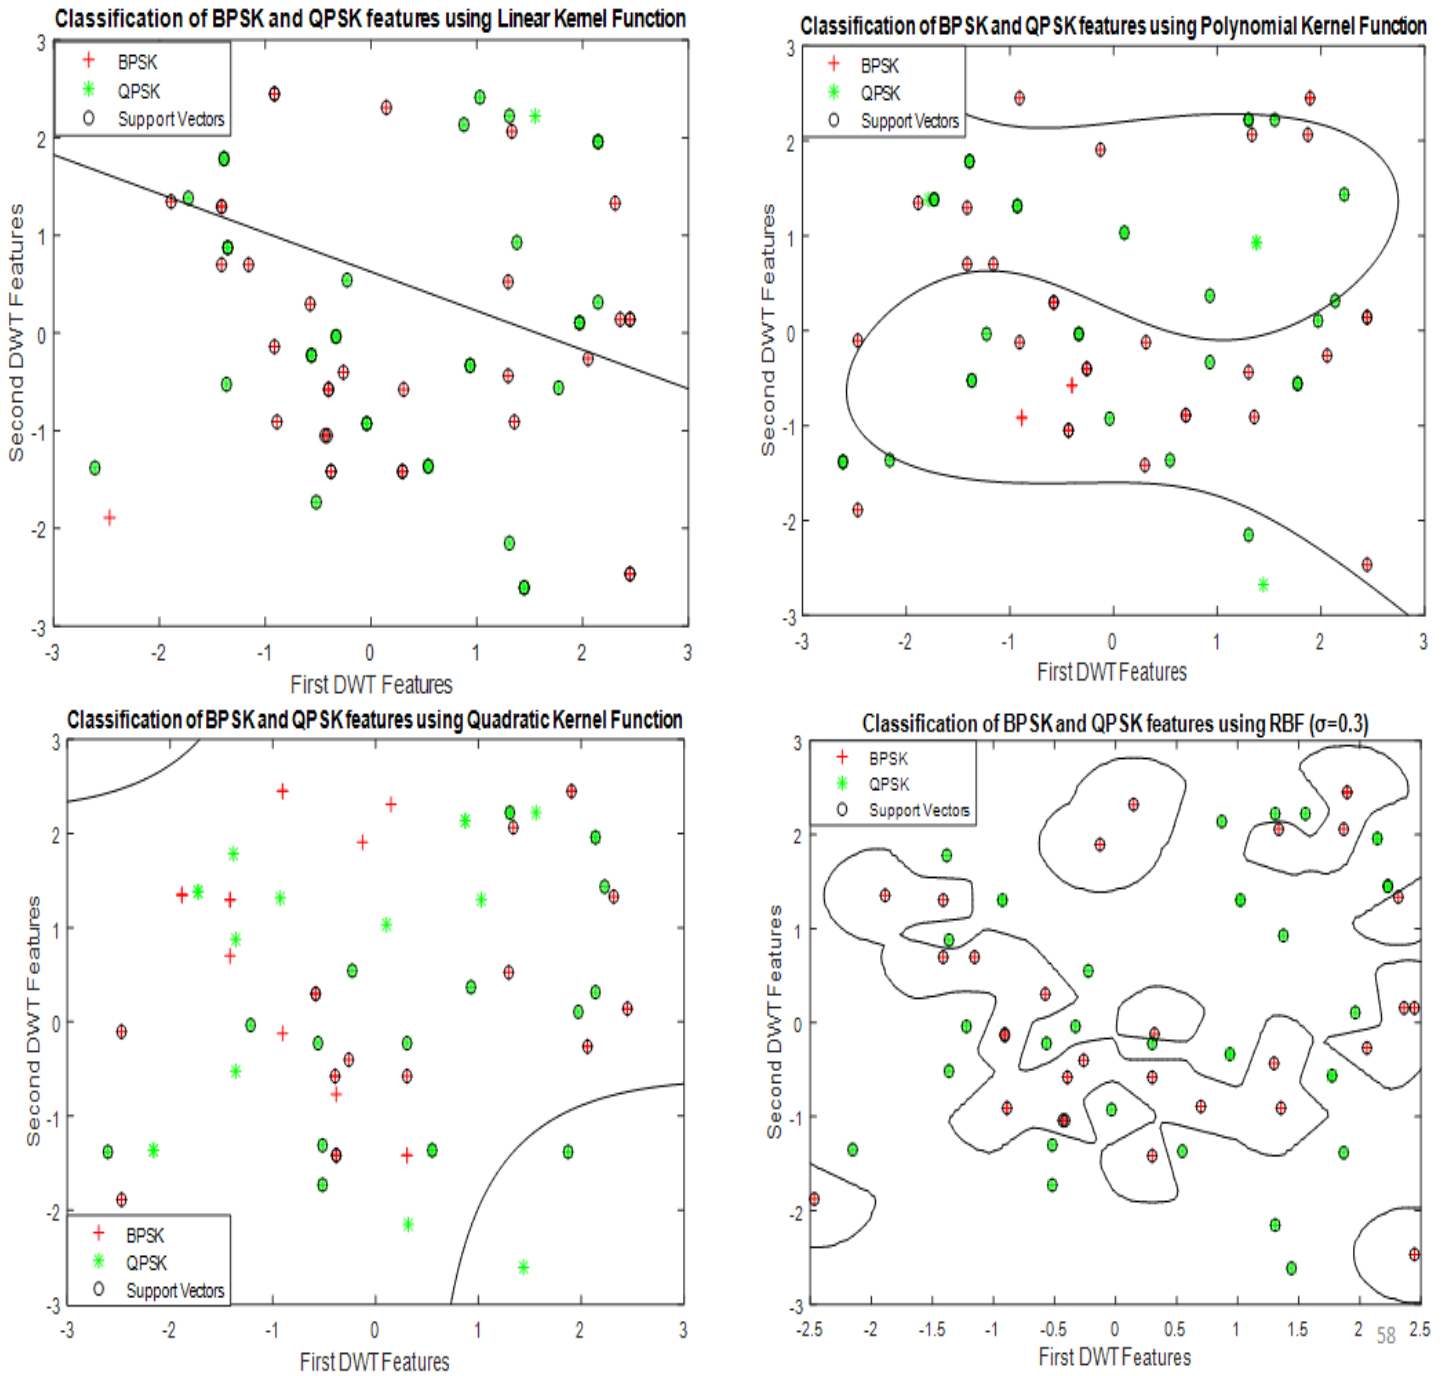 Classification of BPSK and QPSK features using Linear Kernel Function
3
2
1
0
-1
-2
-3
-3
-2
-1
0
1
2
3
BPSK
QPSK
Support Vectors
Second DWT Features
First DWT Features
Classification of BPSK and QPSK features using Polynomial Kernel Function
3
2
1
0
-1
-2
-3
-3
-2
-1
0
1
2
3
BPSK
QPSK
Support Vectors
Second DWT Features
First DWT Features
Classification of BPSK and QPSK features using Quadratic Kernel Function
3
2
1
0
-1
-2
-3
-3
-2
-1
0
1
2
3
BPSK
QPSK
Support Vectors
Second DWT Features
First DWT Features
Classification of BPSK and QPSK features using RBF (σ=0.3)
3
2
1
0
-1
-2
-3
-2.5
-2
-1.5
-1
-0.5
0
0.5
1
1.5
2
2.5
BPSK
QPSK
Support Vectors
Second DWT Features
First DWT Features
58